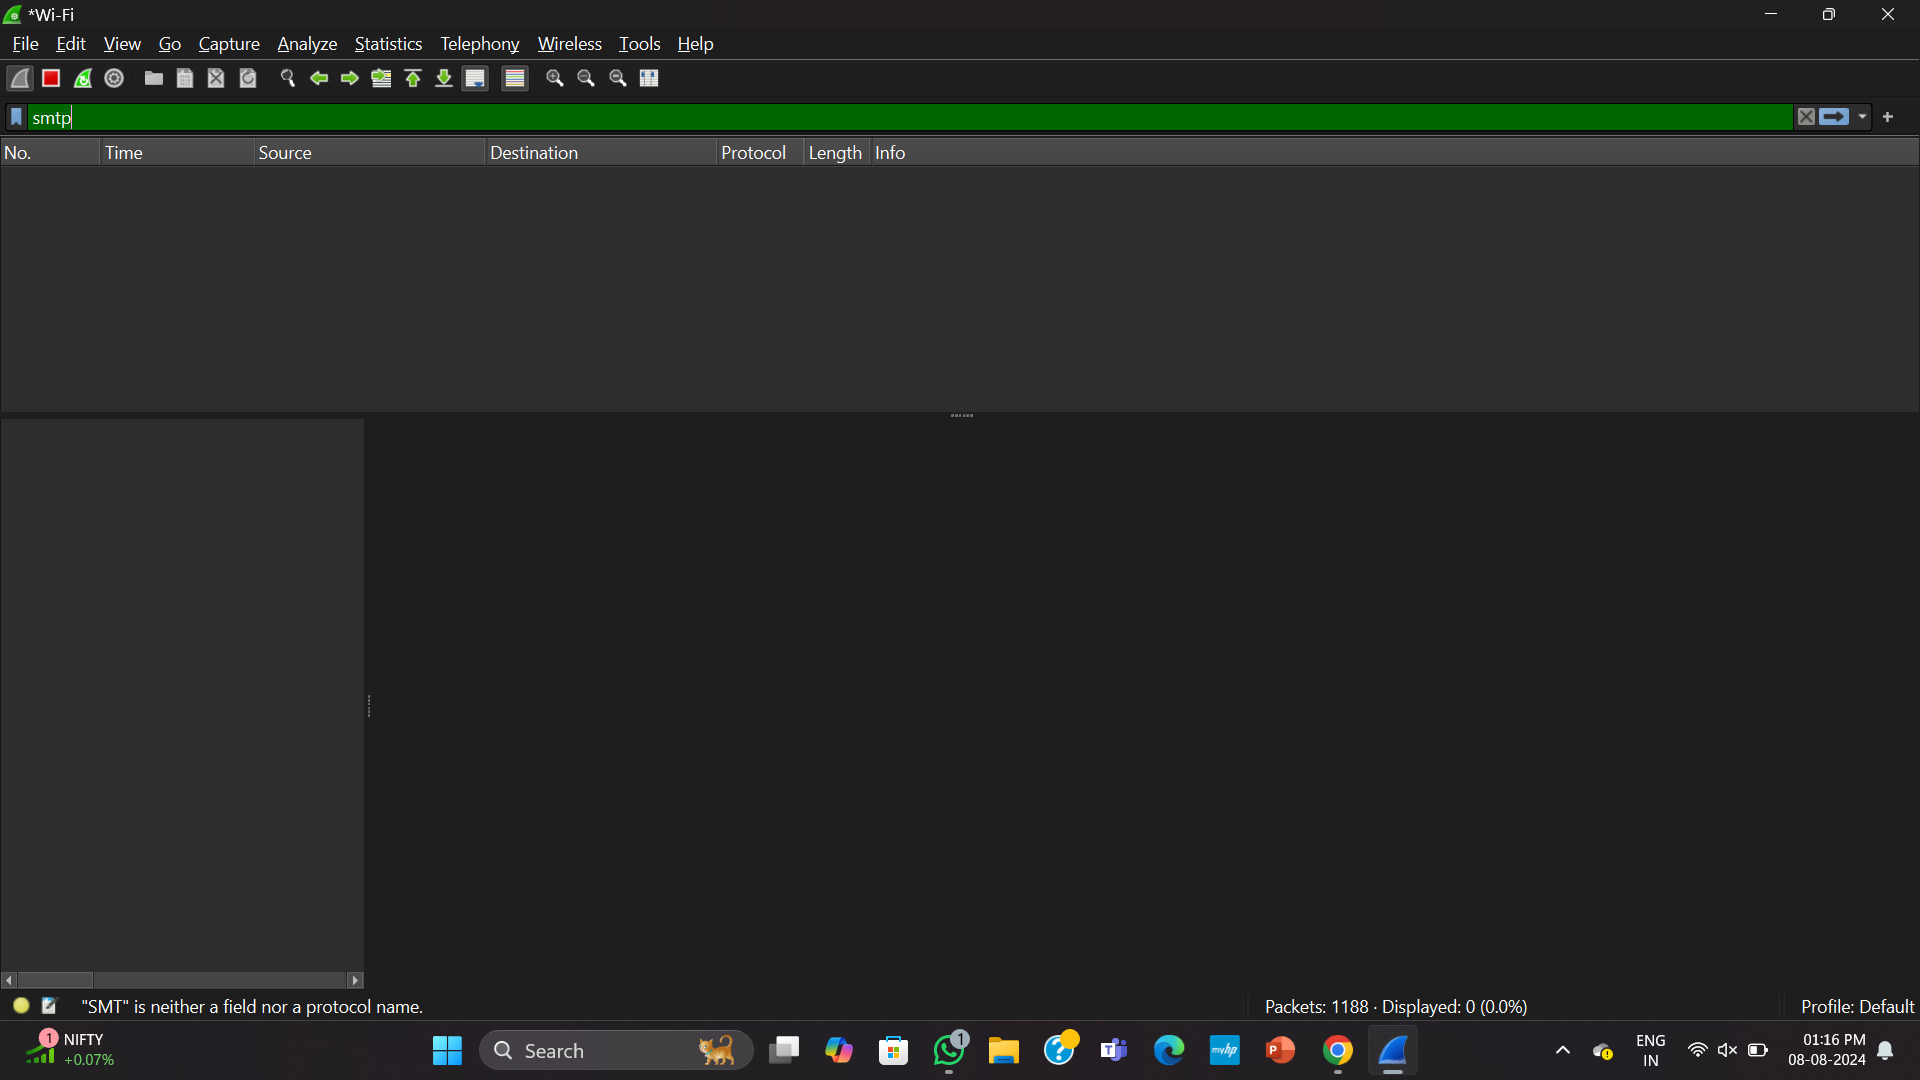 *Wi-Fi
File Edit View Go Capture Analyze Statistics Telephony Wireless Tools Help
smtp
No. Time Source Destination Protocol Length Info
"SMT" is neither a field nor a protocol name. Packets: 1188 · Displayed: 0 (0.0%) Profile: Default
1 NIFTY
+0.07%
Search
1
myhp
P
ENG
IN
01:16 PM
08-08-2024